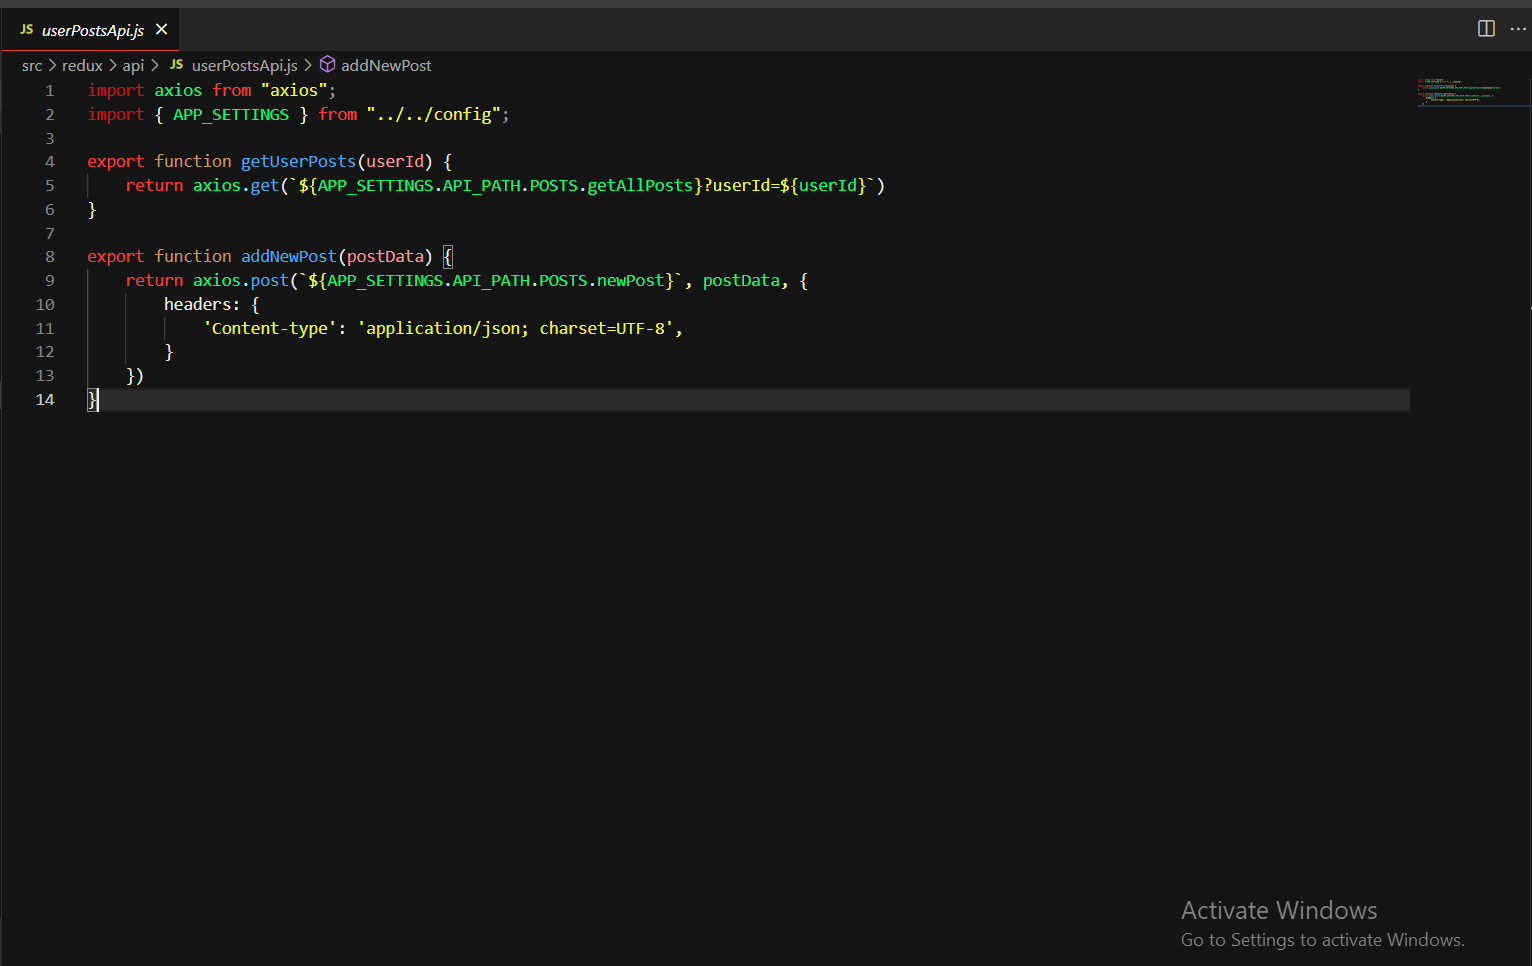 JS userPostsApi.js
src > redux > api > JS userPostsApi.js > addNewPost
1 import axios from "axios";
2 import { APP_SETTINGS } from "../../config";
3
4 export function getUserPosts(userId) {
5     return axios.get(`${APP_SETTINGS.API_PATH.POSTS.getAllPosts}?userId=${userId}`)
6 }
7
8 export function addNewPost(postData) {
9     return axios.post(`${APP_SETTINGS.API_PATH.POSTS.newPost}`, postData, {
10         headers: {
11             'Content-type': 'application/json; charset=UTF-8',
12         }
13     })
14 }
Activate Windows
Go to Settings to activate Windows.